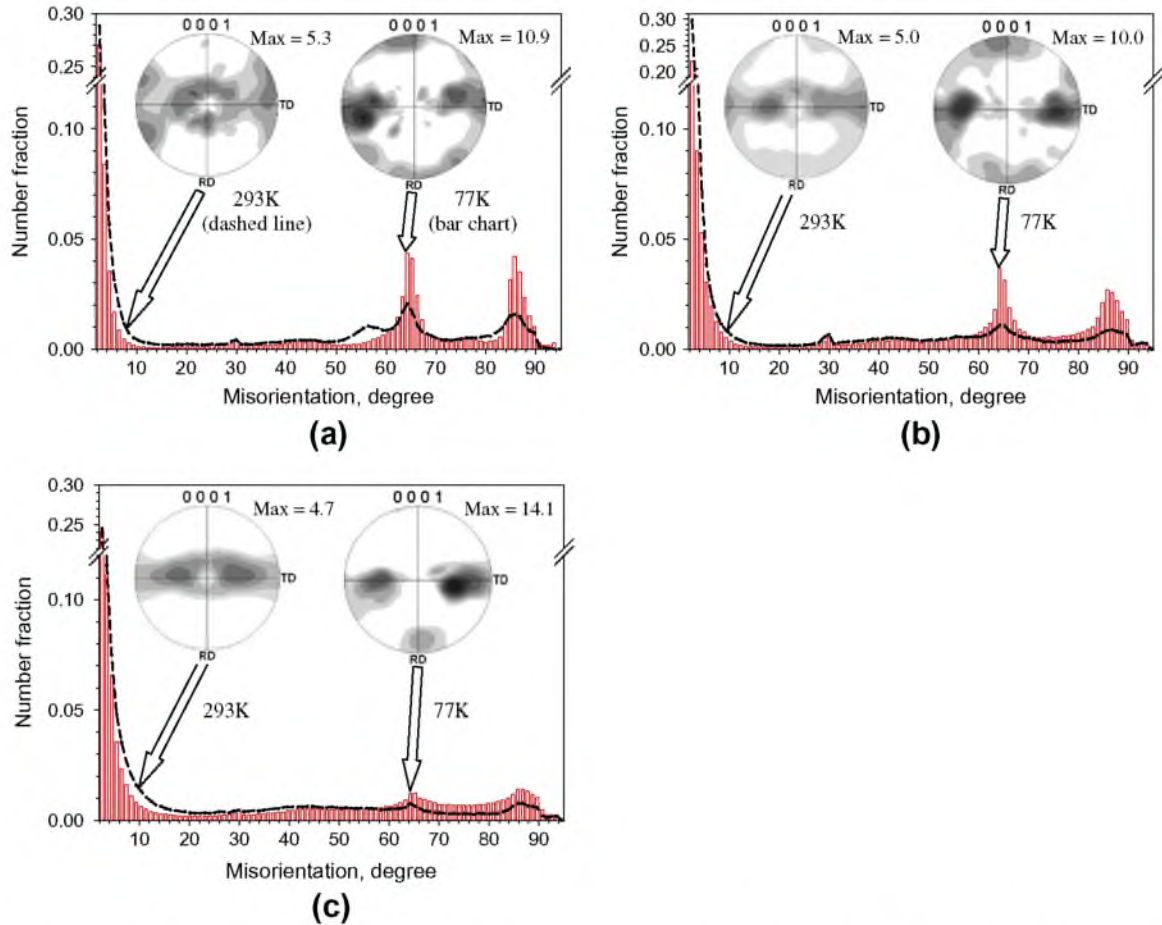 0.30
0.25
0.10
0.05
0.00
Number fraction
0 0 0 1
Max = 5.3
TD
RD
0 0 0 1
Max = 10.9
TD
RD
293K
(dashed line)
77K
(bar chart)
10 20 30 40 50 60 70 80 90
Misorientation, degree
(a)
0.30
0.25
0.20
0.10
0.05
0.00
Number fraction
0 0 0 1
Max = 5.0
TD
RD
0 0 0 1
Max = 10.0
TD
RD
293K
77K
10 20 30 40 50 60 70 80 90
Misorientation, degree
(b)
0.30
0.25
0.10
0.05
0.00
Number fraction
0 0 0 1
Max = 4.7
TD
RD
0 0 0 1
Max = 14.1
TD
RD
293K
77K
10 20 30 40 50 60 70 80 90
Misorientation, degree
(c)